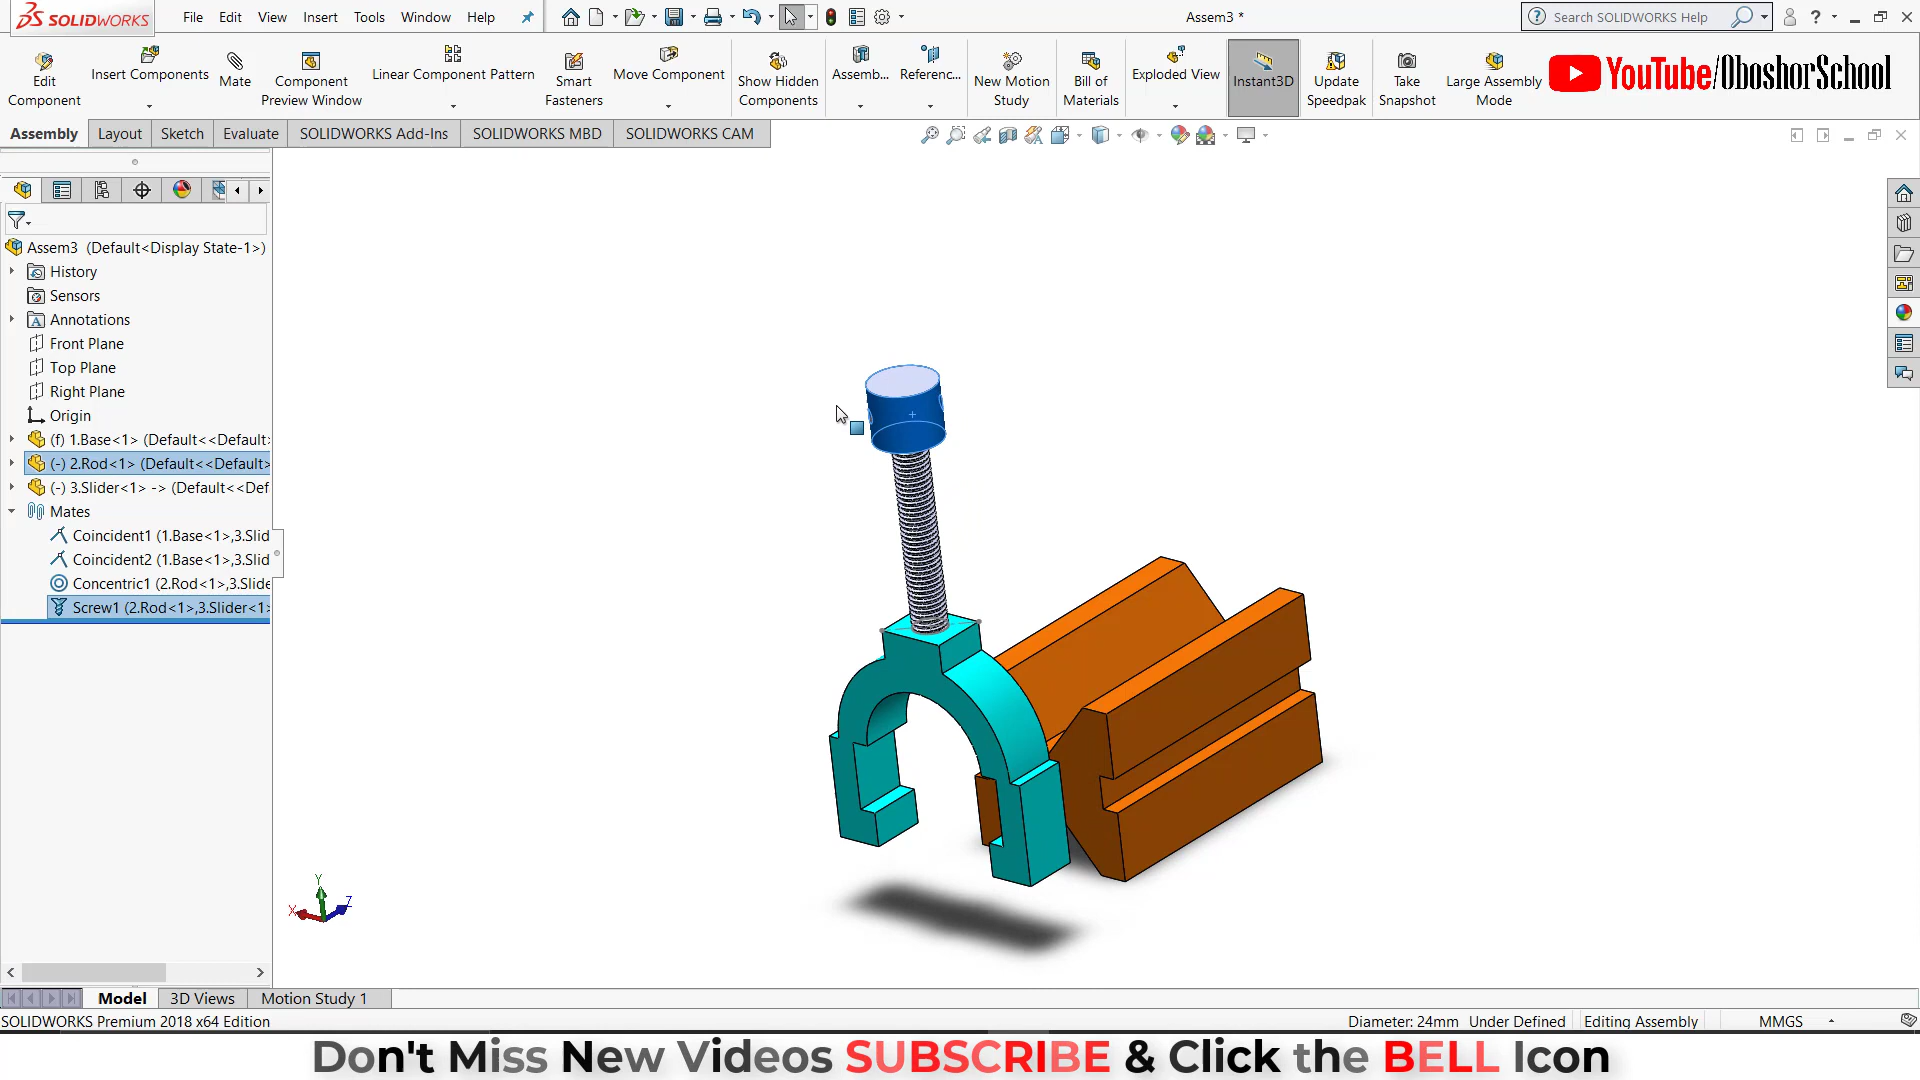 SOLIDWORKS File Edit View Insert Tools Window Help Assem3 * Search SOLIDWORKS Help ?
Edit Component
Insert Components
Mate
Component Preview Window
Linear Component Pattern
Smart Fasteners
Move Component
Show Hidden Components
Assemb...
Referenc...
New Motion Study
Bill of Materials
Exploded View
Instant3D
Update Speedpak
Take Snapshot
Large Assembly Mode
YouTube/OboshorSchool
Assembly Layout Sketch Evaluate SOLIDWORKS Add-Ins SOLIDWORKS MBD SOLIDWORKS CAM
Assem3 (Default<Display State-1>)
History
Sensors
Annotations
Front Plane
Top Plane
Right Plane
Origin
(f) 1.Base<1> (Default<<Default>
(-) 2.Rod<1> (Default<<Default>
(-) 3.Slider<1> -> (Default<<Def
Mates
Coincident1 (1.Base<1>,3.Slid
Coincident2 (1.Base<1>,3.Slid
Concentric1 (2.Rod<1>,3.Slide
Screw1 (2.Rod<1>,3.Slider<1>
Y
X
Z
Model 3D Views Motion Study 1
SOLIDWORKS Premium 2018 x64 Edition Diameter: 24mm Under Defined Editing Assembly MMGS
Don't Miss New Videos SUBSCRIBE & Click the BELL Icon